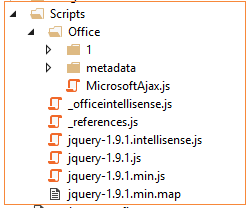 Scripts
Office
1
metadata
MicrosoftAjax.js
_officeintellisense.js
_references.js
jquery-1.9.1.intellisense.js
jquery-1.9.1.js
jquery-1.9.1.min.js
jquery-1.9.1.min.map